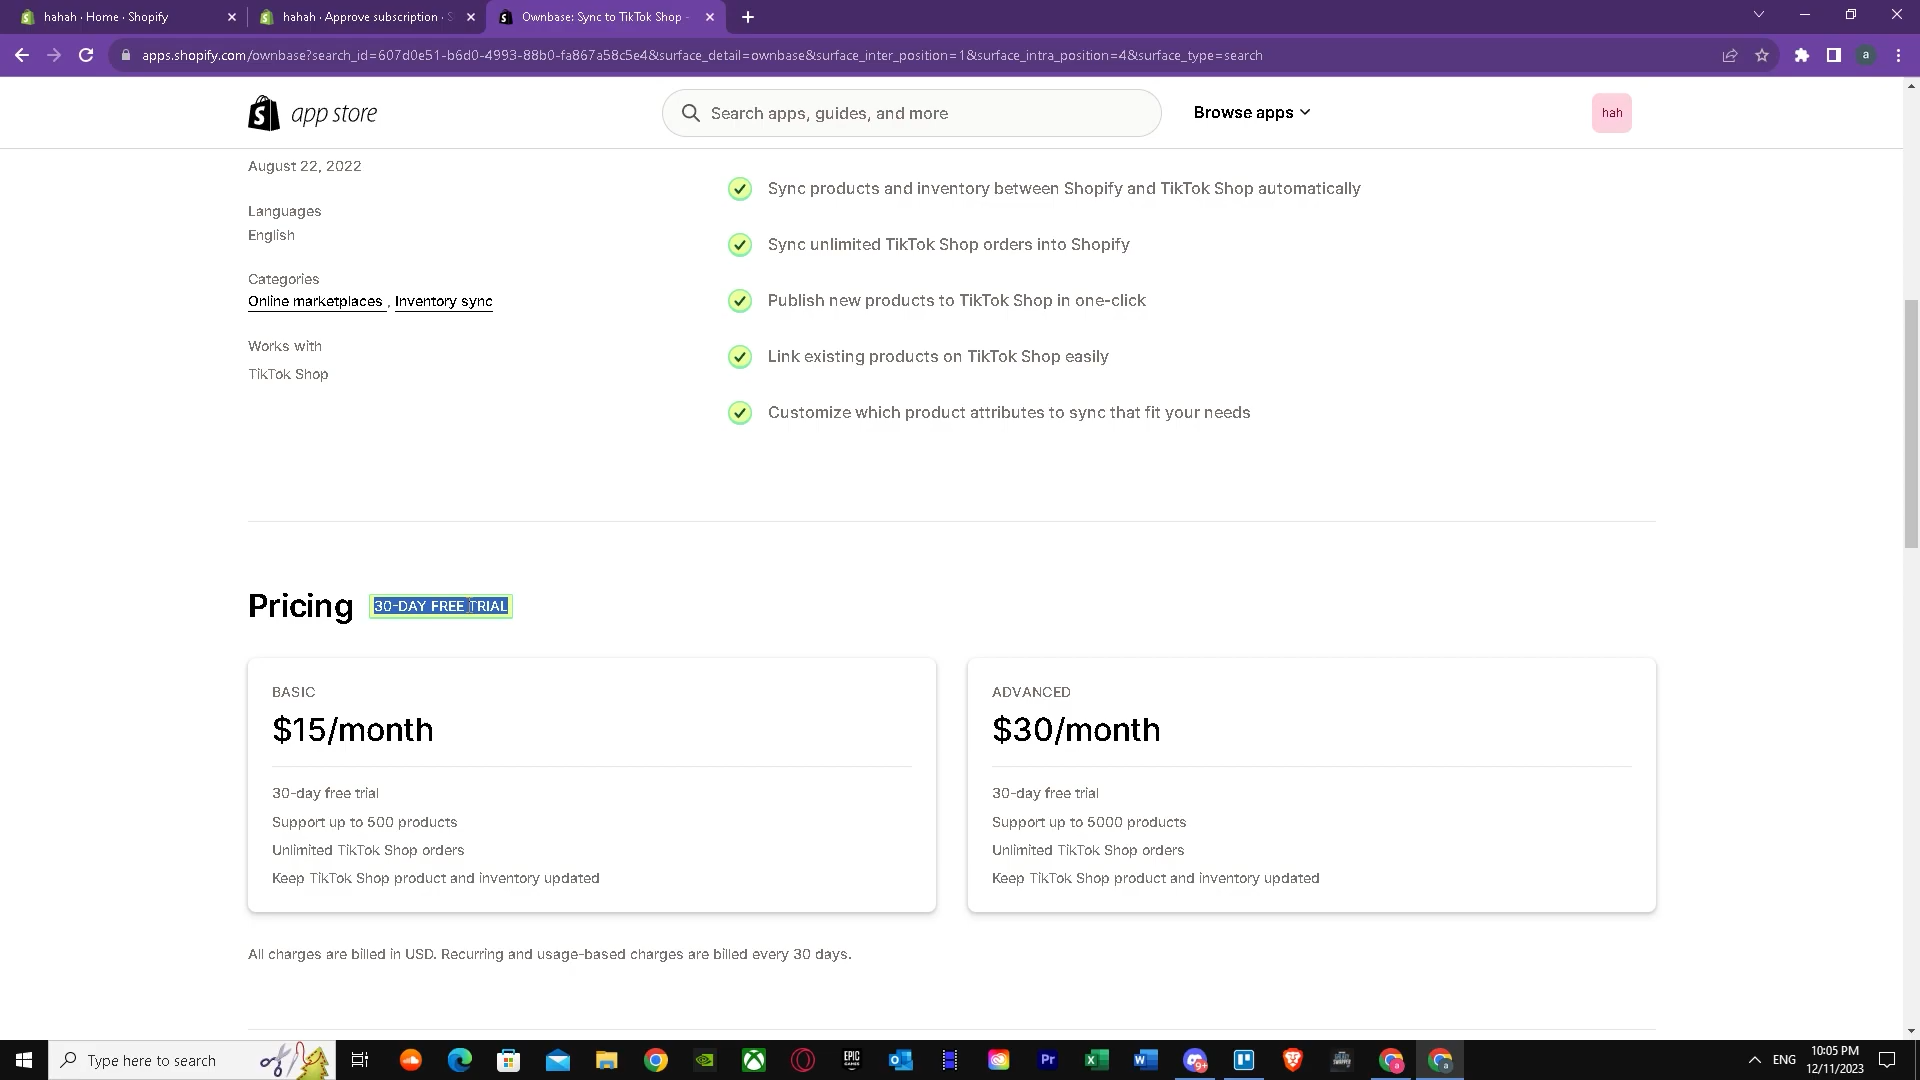 hahah · Home · Shopify
hahah · Approve subscription · S
Ownbase: Sync to TikTok Shop -
apps.shopify.com/ownbase?search_id=607d0e51-b6d0-4993-88b0-fa867a58c5e4&surface_detail=ownbase&surface_inter_position=1&surface_intra_position=4&surface_type=search
a
app store
Search apps, guides, and more
Browse apps
hah
August 22, 2022
Languages
English
Categories
Online marketplaces , Inventory sync
Works with
TikTok Shop
Sync products and inventory between Shopify and TikTok Shop automatically
Sync unlimited TikTok Shop orders into Shopify
Publish new products to TikTok Shop in one-click
Link existing products on TikTok Shop easily
Customize which product attributes to sync that fit your needs
Pricing 30-DAY FREE TRIAL
BASIC
$15/month
30-day free trial
Support up to 500 products
Unlimited TikTok Shop orders
Keep TikTok Shop product and inventory updated
ADVANCED
$30/month
30-day free trial
Support up to 5000 products
Unlimited TikTok Shop orders
Keep TikTok Shop product and inventory updated
All charges are billed in USD. Recurring and usage-based charges are billed every 30 days.
Type here to search
EPIC GAMES
Pr
9+
ENG
10:05 PM
12/11/2023